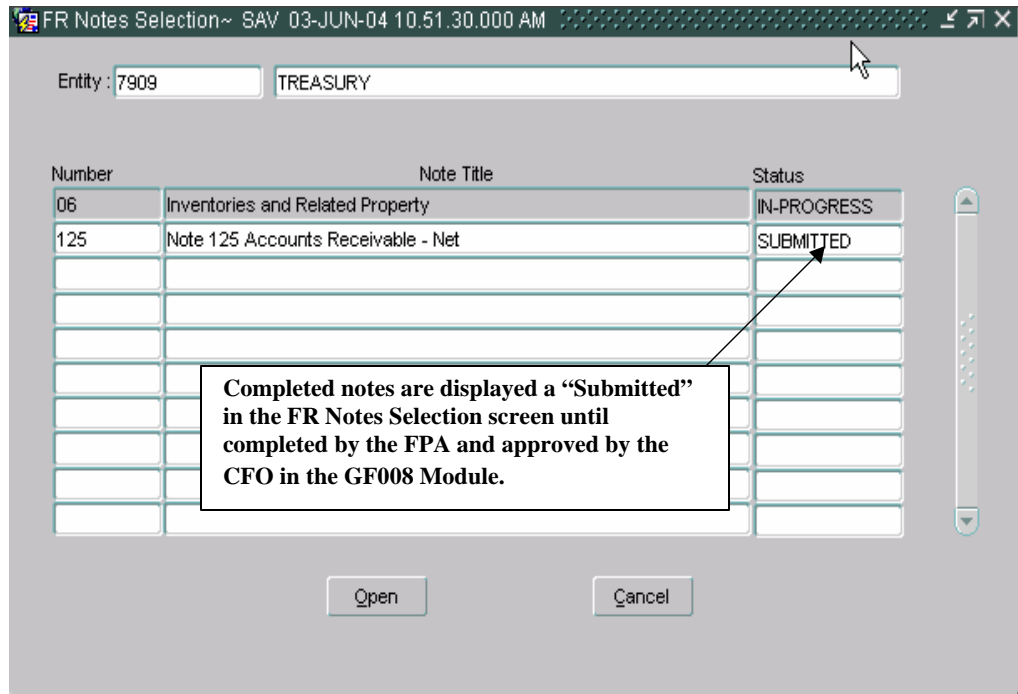 FR Notes Selection~ SAV 03-JUN-04 10.51.30.000 AM
Entity : 7909 TREASURY
Number Note Title Status
06 Inventories and Related Property IN-PROGRESS
125 Note 125 Accounts Receivable - Net SUBMITTED
Completed notes are displayed a “Submitted”
in the FR Notes Selection screen until
completed by the FPA and approved by the
CFO in the GF008 Module.
Open Cancel